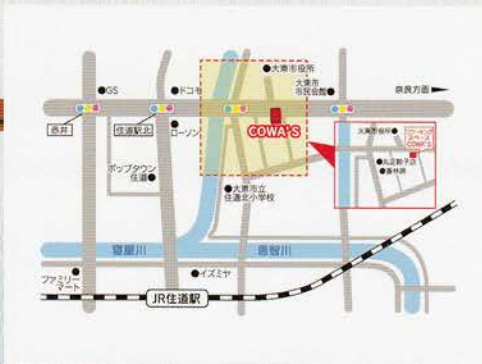 大東市役所
大東市
市民会館
奈良方面
GS
ドコモ
赤井
住道駅北
ローソン
COWA'S
大東市役所
コワーキング
スペース
COWA'S
丸正餃子店
香林房
ポップタウン
住道
大東市立
住道北小学校
寝屋川
恩智川
ファミリー
マート
イズミヤ
JR住道駅